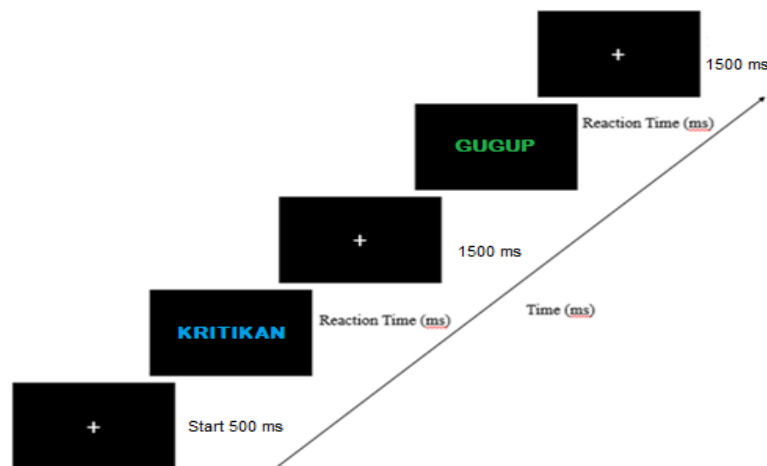 +
1500 ms
GUGUP
Reaction Time (ms)
+
1500 ms
KRITIKAN
Reaction Time (ms)
Time (ms)
+
Start 500 ms